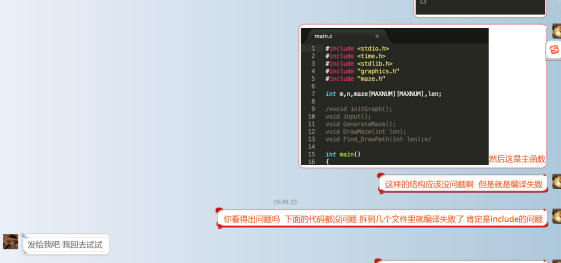 13
main.c ×
1 #include <stdio.h>
2 #include <time.h>
3 #include <stdlib.h>
4 #include "graphics.h"
5 #include "maze.h"
6
7 int m,n,maze[MAXNUM][MAXNUM],len;
8
9 /*void initGraph();
10 void input();
11 void GenerateMaze();
12 void DrawMaze(int len);
13 void Find_DrawPath(int len);*/
14
15 int main()
16 {
然后这是主函数
这样的结构应该没问题啊 但是就是编译失败
19:49:23
你看得出问题吗 下面的代码都没问题 拆到几个文件里就编译失败了 肯定是include的问题
发给我吧 我回去试试